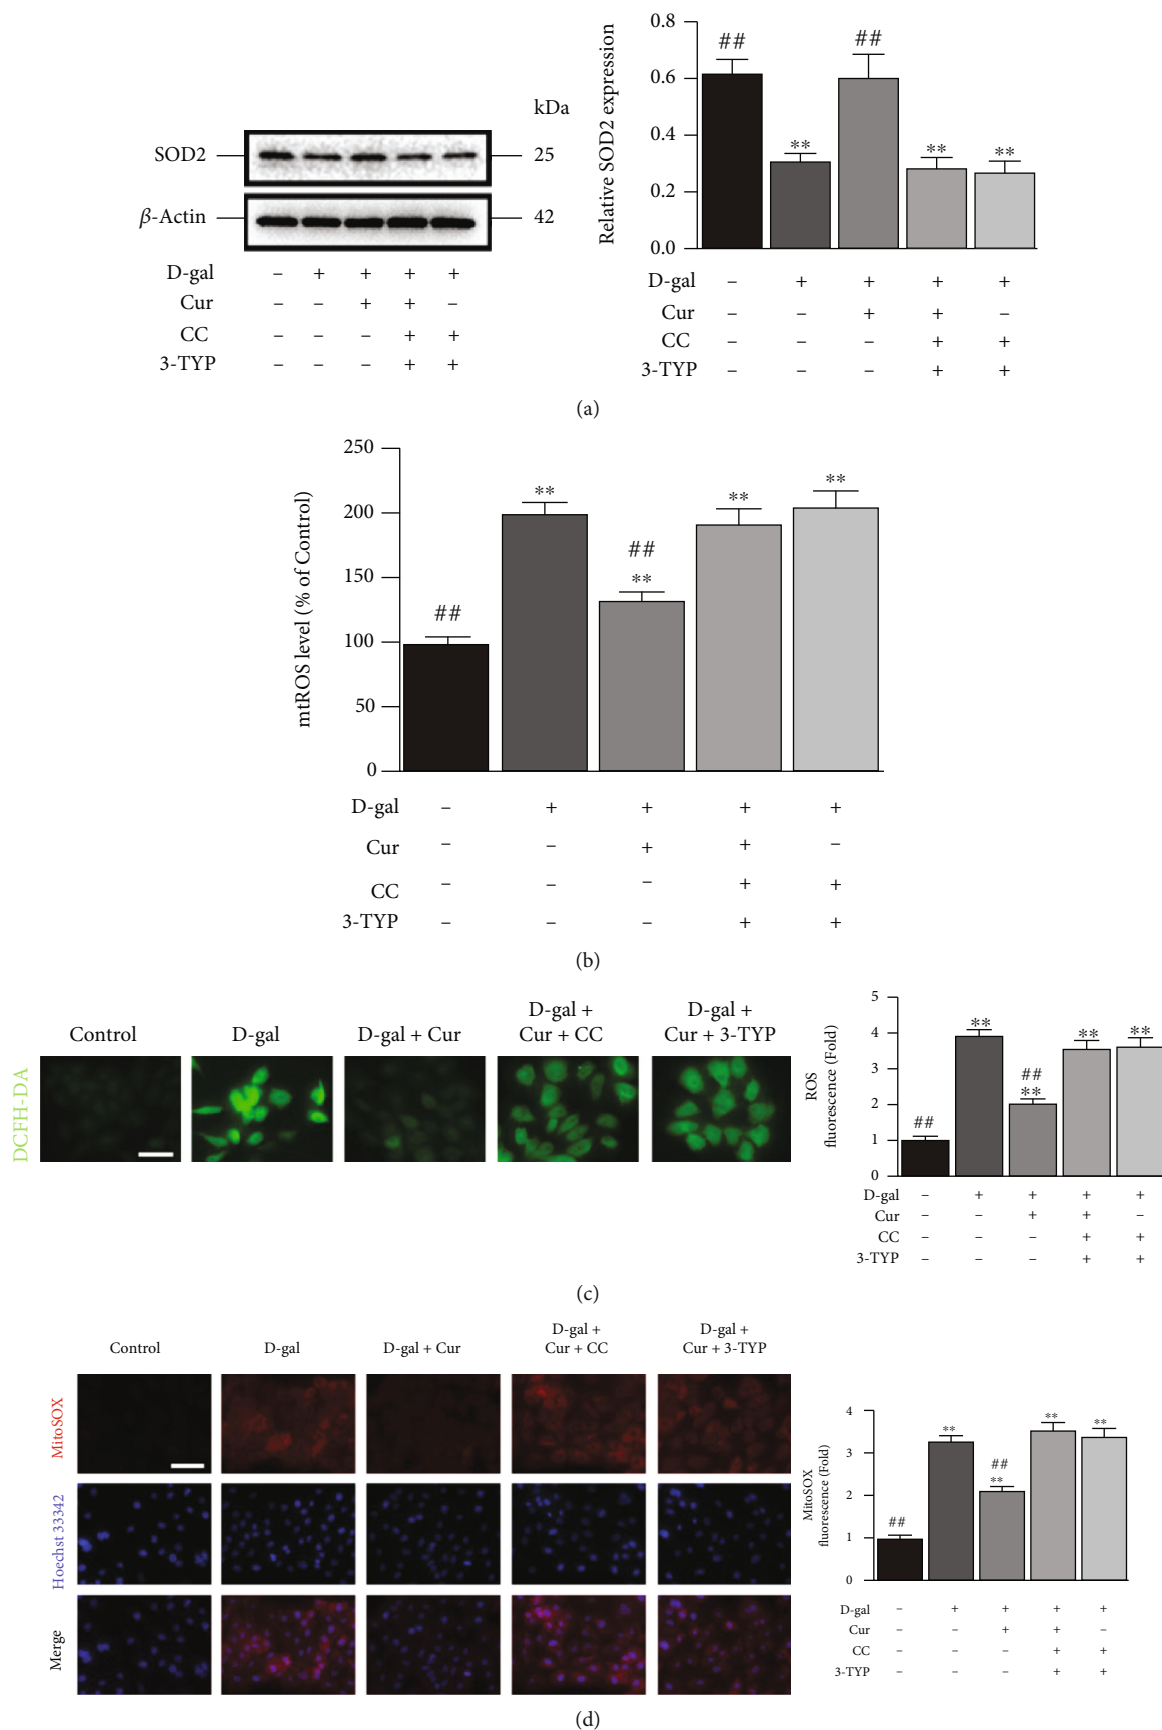 kDa
SOD2
25
β-Actin
42
D-gal – + + + +
Cur – – + + –
CC – – – + +
3-TYP – – – + +
Relative SOD2 expression
0.8
0.6
0.4
0.2
0.0
##
**
##
**
**
D-gal – + + + +
Cur – – + + –
CC – – – + +
3-TYP – – – + +
(a)
mtROS level (% of Control)
250
200
150
100
50
0
##
**
##
**
**
**
D-gal – + + + +
Cur – – + + –
CC – – – + +
3-TYP – – – + +
(b)
DCFH-DA
Control
D-gal
D-gal + Cur
D-gal +
Cur + CC
D-gal +
Cur + 3-TYP
ROS
fluorescence (Fold)
5
4
3
2
1
0
##
**
##
**
**
**
D-gal – + + + +
Cur – – + + –
CC – – – + +
3-TYP – – – + +
(c)
Control
D-gal
D-gal + Cur
D-gal +
Cur + CC
D-gal +
Cur + 3-TYP
MitoSOX
Hoechst 33342
Merge
MitoSOX
fluorescence (Fold)
4
3
2
1
0
##
**
##
**
**
**
D-gal – + + + +
Cur – – + + –
CC – – – + +
3-TYP – – – + +
(d)